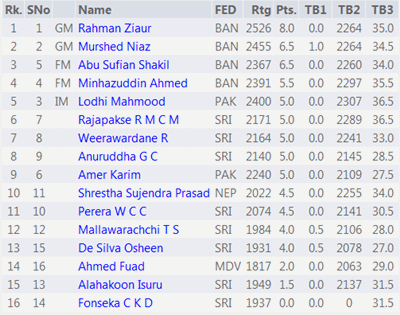 Rk. SNo Name FED Rtg Pts. TB1 TB2 TB3
1 1 GM Rahman Ziaur BAN 2526 8.0 0.0 2264 35.0
2 2 GM Murshed Niaz BAN 2455 6.5 1.0 2264 34.5
3 5 FM Abu Sufian Shakil BAN 2367 6.5 0.0 2260 34.0
4 4 FM Minhazuddin Ahmed BAN 2391 5.5 0.0 2297 35.5
5 3 IM Lodhi Mahmood PAK 2400 5.0 0.0 2307 36.5
6 7 Rajapakse R M C M SRI 2171 5.0 0.0 2289 36.5
7 8 Weerawardane R SRI 2164 5.0 0.0 2241 33.0
8 9 Anuruddha G C SRI 2140 5.0 0.0 2145 28.5
9 6 Amer Karim PAK 2240 5.0 0.0 2109 27.5
10 11 Shrestha Sujendra Prasad NEP 2022 4.5 0.0 2255 34.0
11 10 Perera W C C SRI 2074 4.5 0.0 2141 30.5
12 12 Mallawarachchi T S SRI 1984 4.0 0.5 2106 28.0
13 15 De Silva Osheen SRI 1931 4.0 0.5 2078 27.0
14 16 Ahmed Fuad MDV 1817 2.0 0.0 2063 29.0
15 13 Alahakoon Isuru SRI 1949 1.5 0.0 2137 31.5
16 14 Fonseka C K D SRI 1937 0.0 0.0 0 31.5